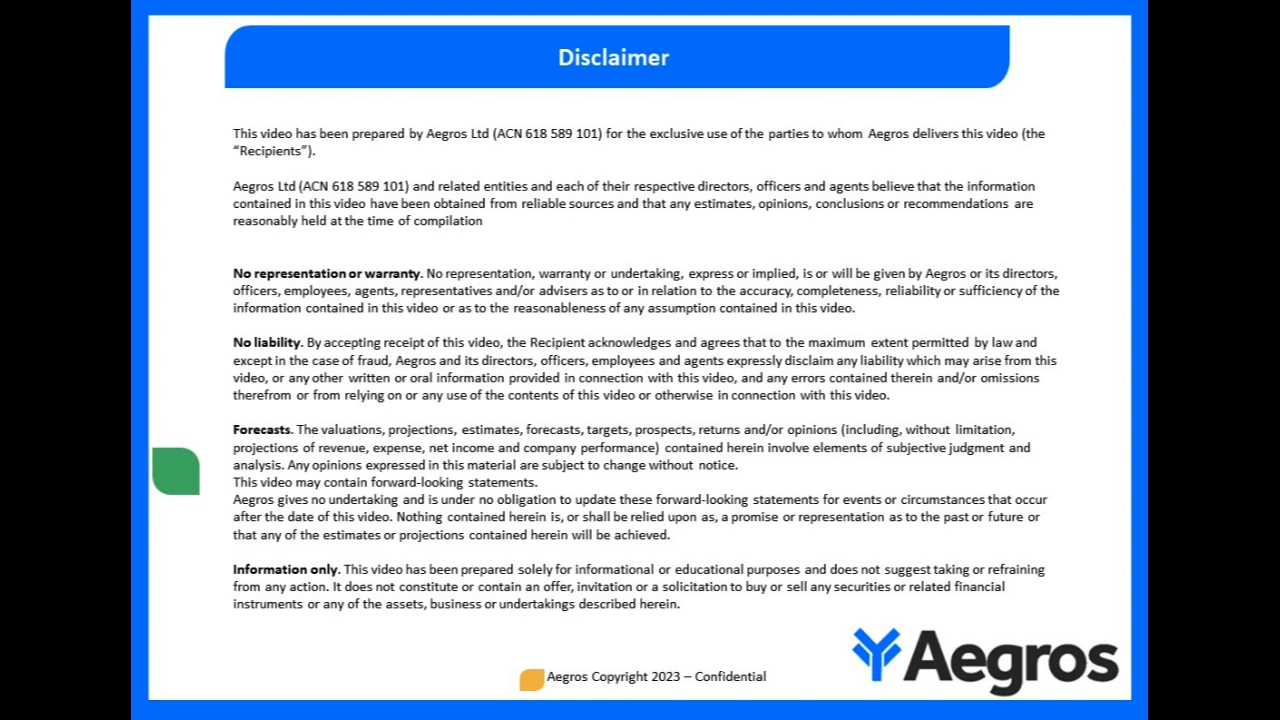 Disclaimer
This video has been prepared by Aegros Ltd (ACN 618 589 101) for the exclusive use of the parties to whom Aegros delivers this video (the
“Recipients”).
Aegros Ltd (ACN 618 589 101) and related entities and each of their respective directors, officers and agents believe that the information
contained in this video have been obtained from reliable sources and that any estimates, opinions, conclusions or recommendations are
reasonably held at the time of compilation
No representation or warranty. No representation, warranty or undertaking, express or implied, is or will be given by Aegros or its directors,
officers, employees, agents, representatives and/or advisers as to or in relation to the accuracy, completeness, reliability or sufficiency of the
information contained in this video or as to the reasonableness of any assumption contained in this video.
No liability. By accepting receipt of this video, the Recipient acknowledges and agrees that to the maximum extent permitted by law and
except in the case of fraud, Aegros and its directors, officers, employees and agents expressly disclaim any liability which may arise from this
video, or any other written or oral information provided in connection with this video, and any errors contained therein and/or omissions
therefrom or from relying on or any use of the contents of this video or otherwise in connection with this video.
Forecasts. The valuations, projections, estimates, forecasts, targets, prospects, returns and/or opinions (including, without limitation,
projections of revenue, expense, net income and company performance) contained herein involve elements of subjective judgment and
analysis. Any opinions expressed in this material are subject to change without notice.
This video may contain forward-looking statements.
Aegros gives no undertaking and is under no obligation to update these forward-looking statements for events or circumstances that occur
after the date of this video. Nothing contained herein is, or shall be relied upon as, a promise or representation as to the past or future or
that any of the estimates or projections contained herein will be achieved.
Information only. This video has been prepared solely for informational or educational purposes and does not suggest taking or refraining
from any action. It does not constitute or contain an offer, invitation or a solicitation to buy or sell any securities or related financial
instruments or any of the assets, business or undertakings described herein.
Aegros Copyright 2023 – Confidential
Aegros